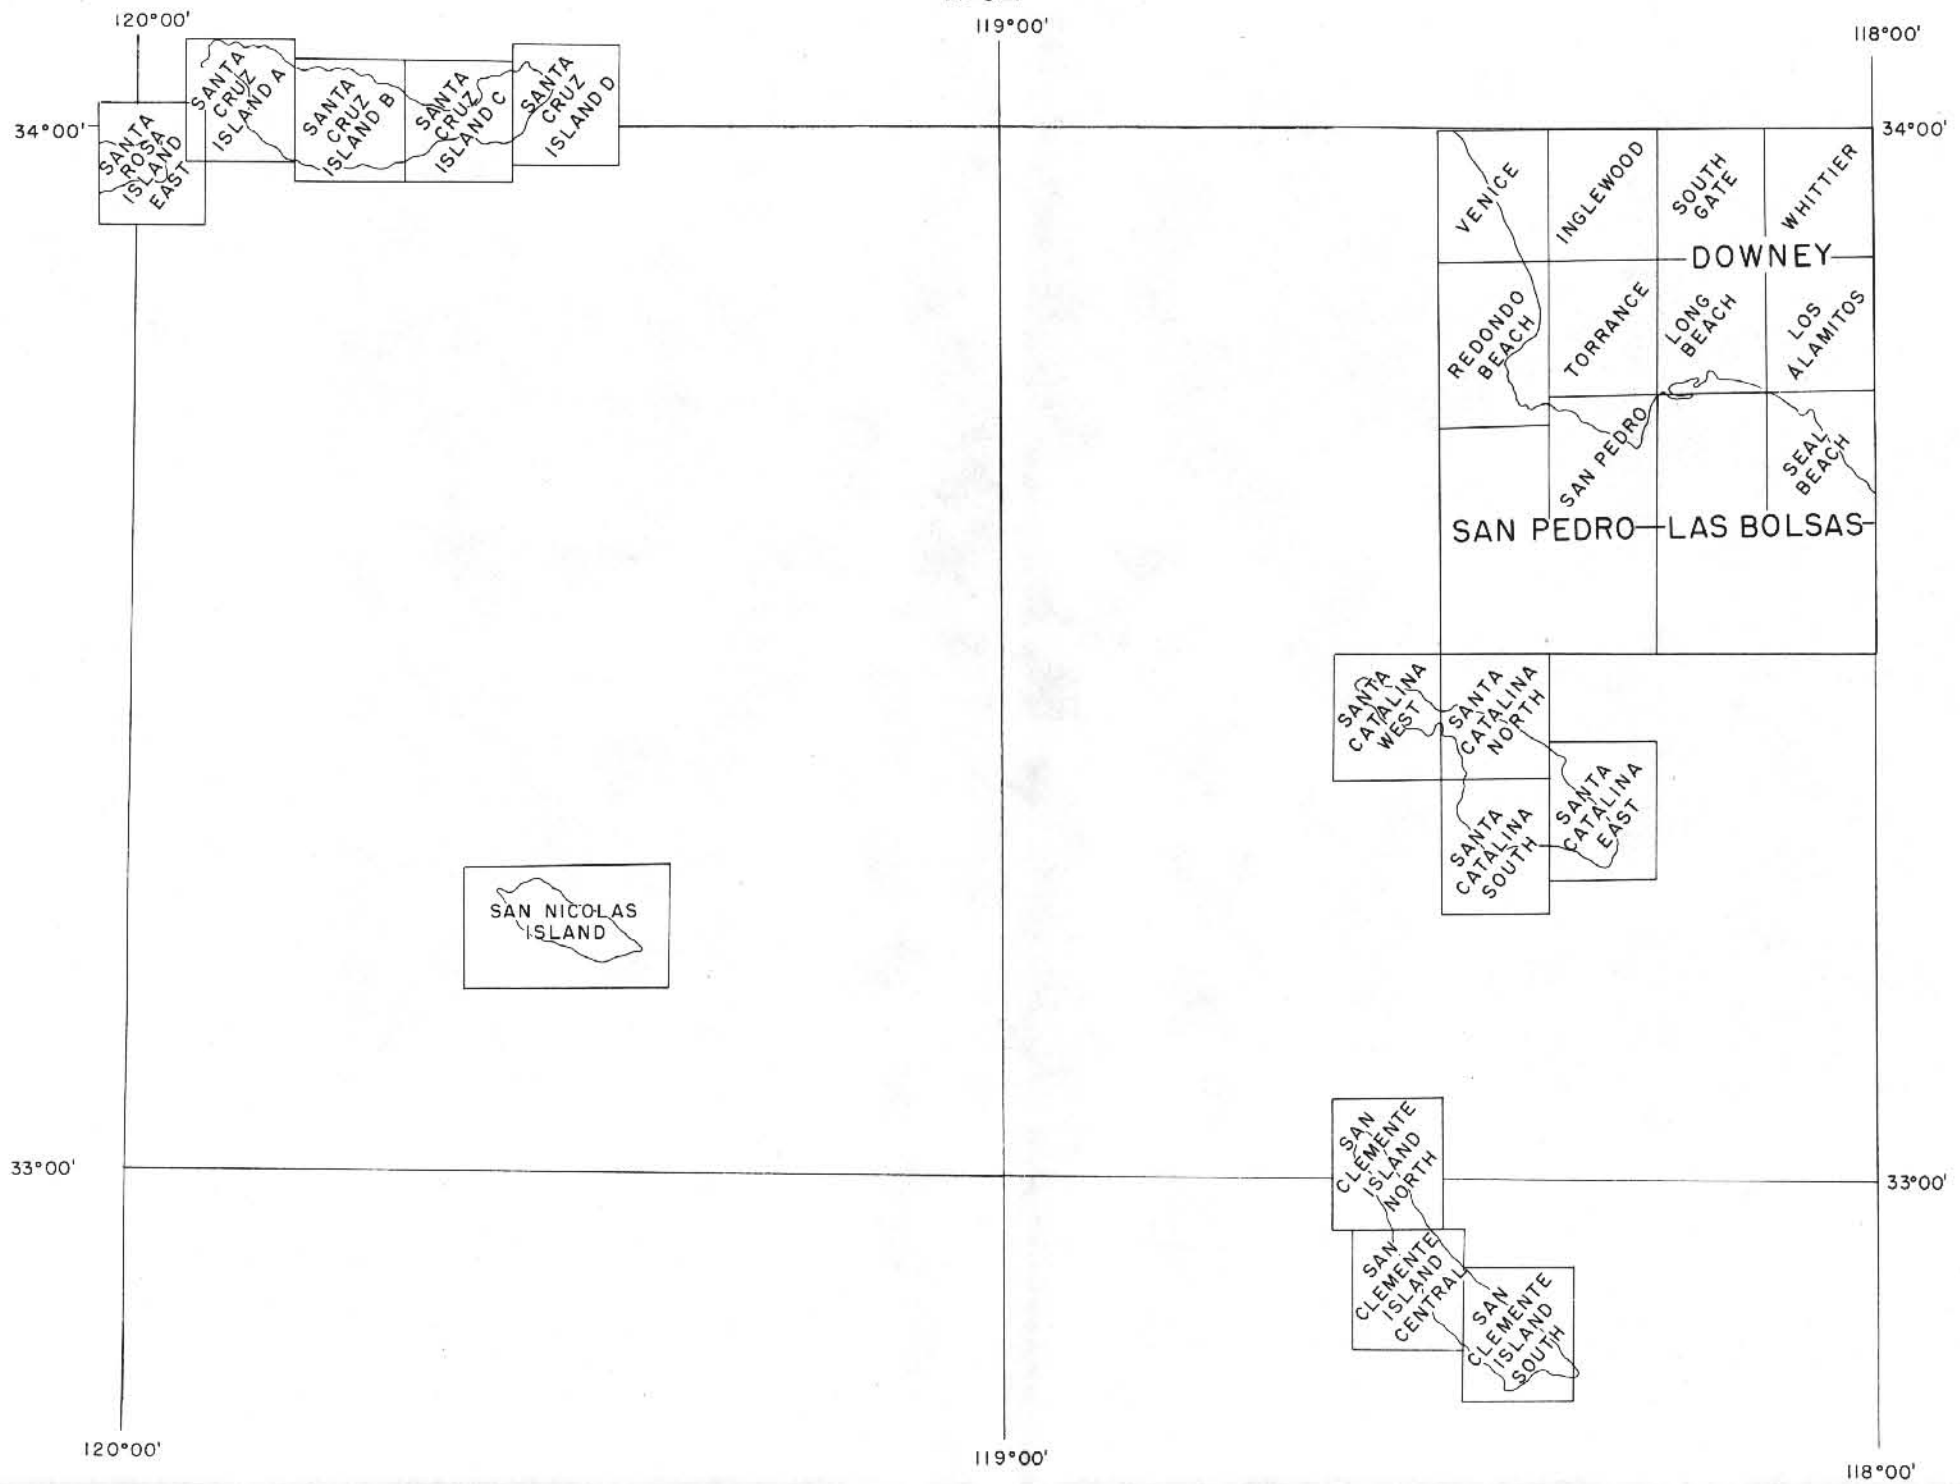 120°00'
119°00'
118°00'
34°00'
34°00'
SANTA
ROSA
ISLAND
EAST
SANTA
CRUZ
ISLAND A
SANTA
CRUZ
ISLAND B
SANTA
CRUZ
ISLAND C
SANTA
CRUZ
ISLAND D
VENICE
INGLEWOOD
SOUTH
GATE
WHITTIER
DOWNEY
REDONDO
BEACH
TORRANCE
LONG
BEACH
LOS
ALAMITOS
SAN PEDRO
SEAL
BEACH
SAN PEDRO
LAS BOLSAS
SANTA
CATALINA
WEST
SANTA
CATALINA
NORTH
SANTA
CATALINA
SOUTH
SANTA
CATALINA
EAST
SAN NICOLAS
ISLAND
33°00'
33°00'
SAN
CLEMENTE
ISLAND
NORTH
SAN
CLEMENTE
ISLAND
CENTRAL
SAN
CLEMENTE
ISLAND
SOUTH
120°00'
119°00'
118°00'